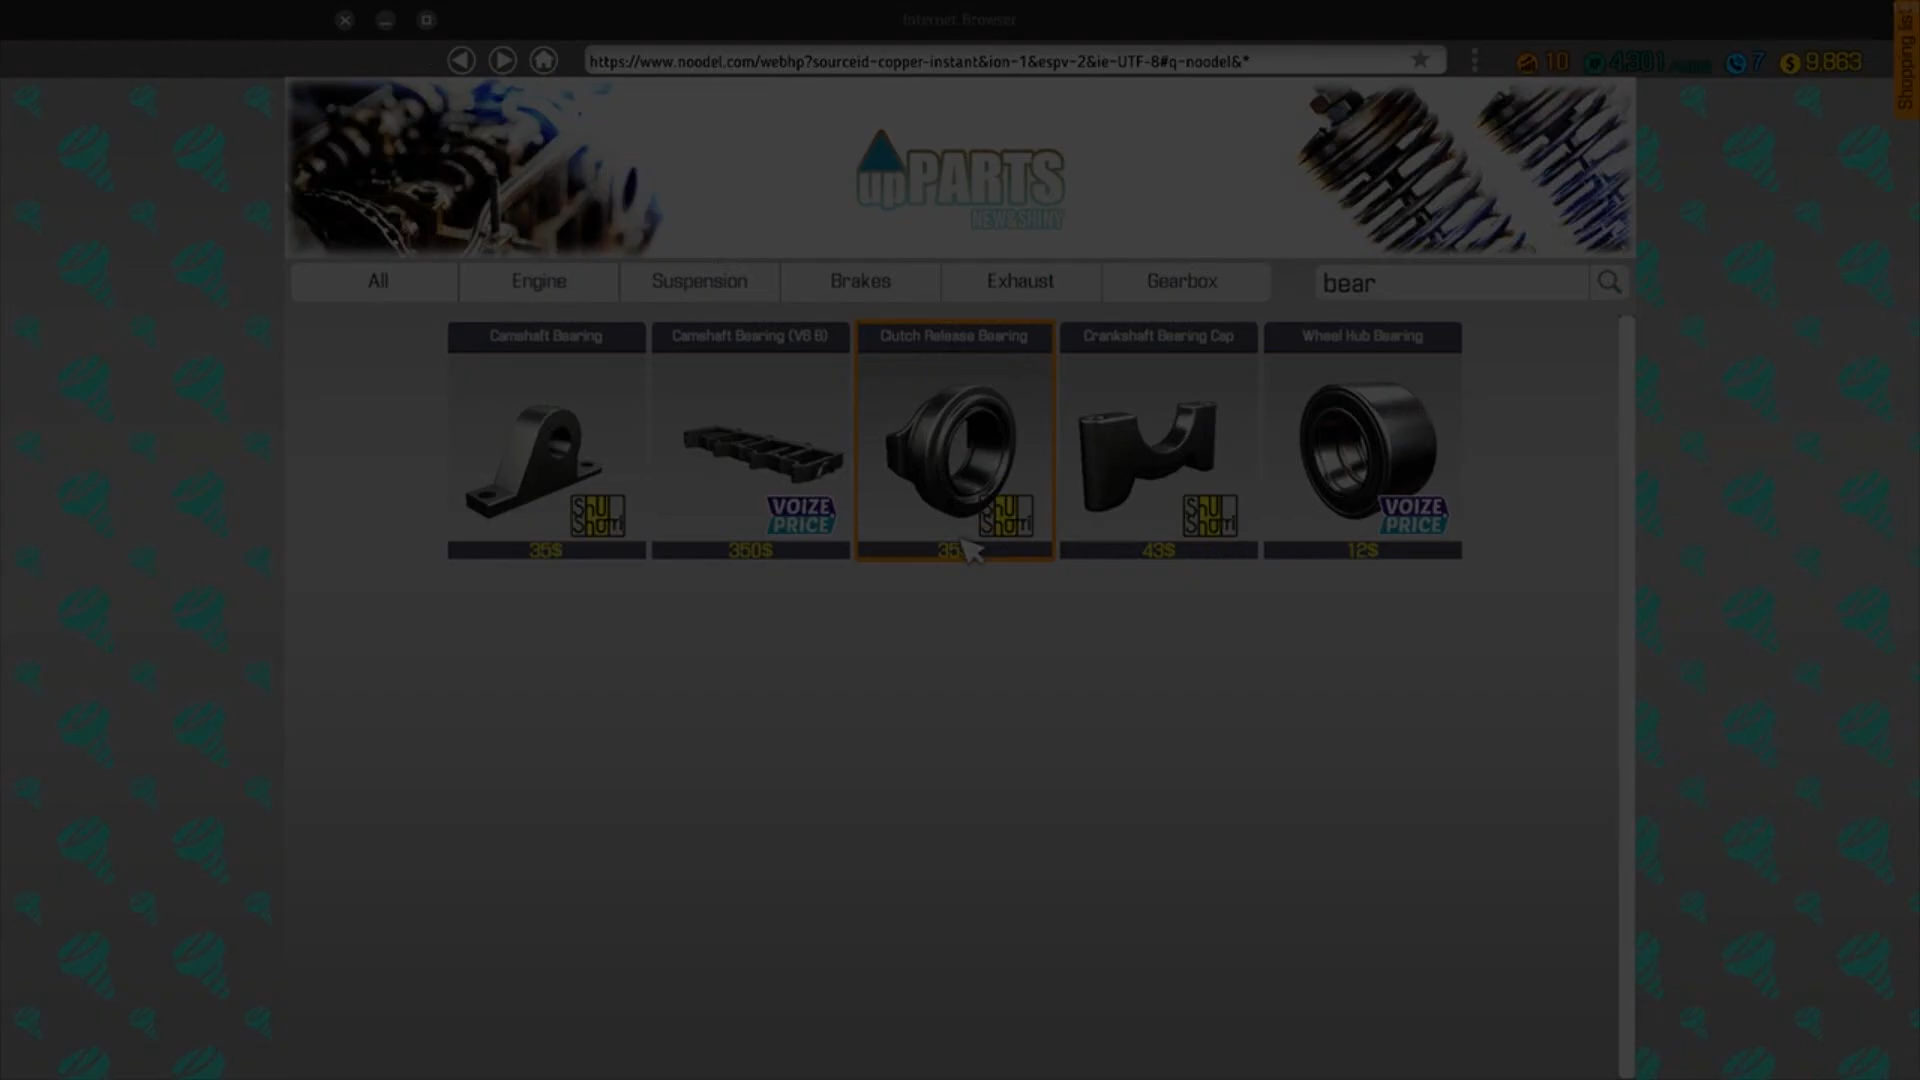 Internet Browser
https://www.noodel.com/webhp?sourceid-copper-instant&ion-1&espv-2&ie-UTF-8#q-noodel&*
10
7
9,863
Shopping list
upPARTS
NEW&SHINY
All
Engine
Suspension
Brakes
Exhaust
Gearbox
bear
Camshaft Bearing
Camshaft Bearing (V6 B)
Clutch Release Bearing
Crankshaft Bearing Cap
Wheel Hub Bearing
VOIZE PRICE
VOIZE PRICE
35$
350$
35
43$
12$